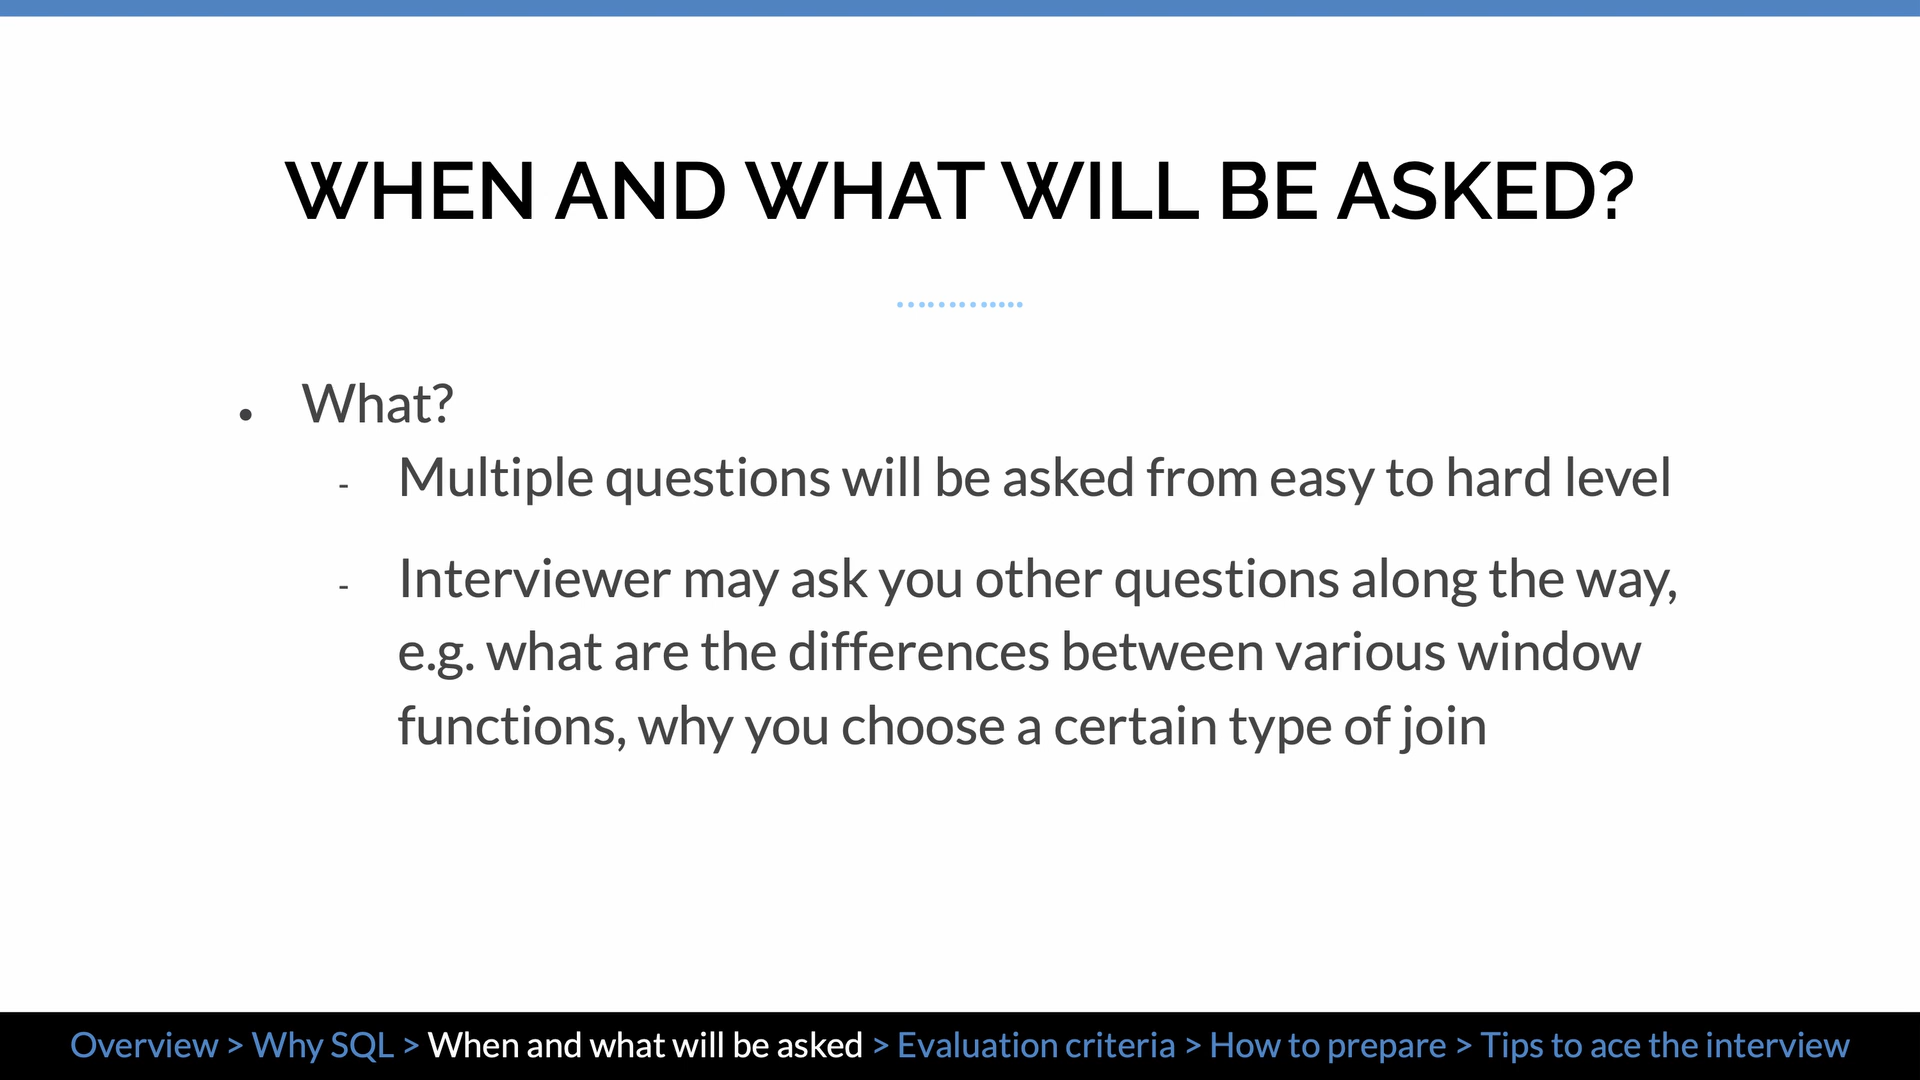 WHEN AND WHAT WILL BE ASKED?
• What?
- Multiple questions will be asked from easy to hard level
- Interviewer may ask you other questions along the way,
e.g. what are the differences between various window
functions, why you choose a certain type of join
Overview > Why SQL > When and what will be asked > Evaluation criteria > How to prepare > Tips to ace the interview